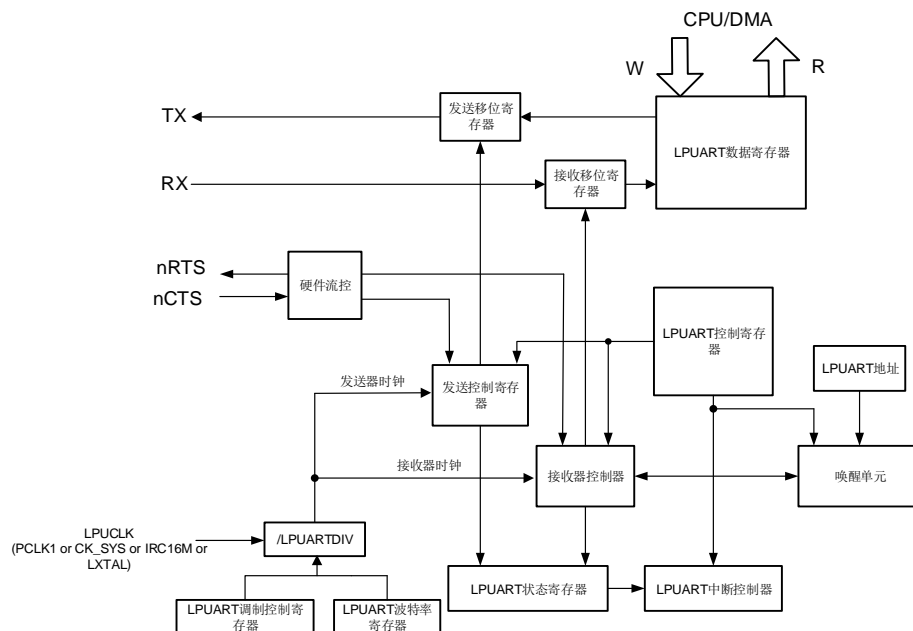 CPU/DMA
W
R
TX
发送移位寄
存器
LPUART数据寄存器
RX
接收移位寄
存器
nRTS
nCTS
硬件流控
LPUART控制寄存
器
LPUART地址
发送器时钟
发送控制寄存
器
接收器时钟
接收器控制器
唤醒单元
LPUCLK
(PCLK1 or CK_SYS or IRC16M or
LXTAL)
/LPUARTDIV
LPUART状态寄存器
LPUART中断控制器
LPUART调制控制寄
存器
LPUART波特率
寄存器